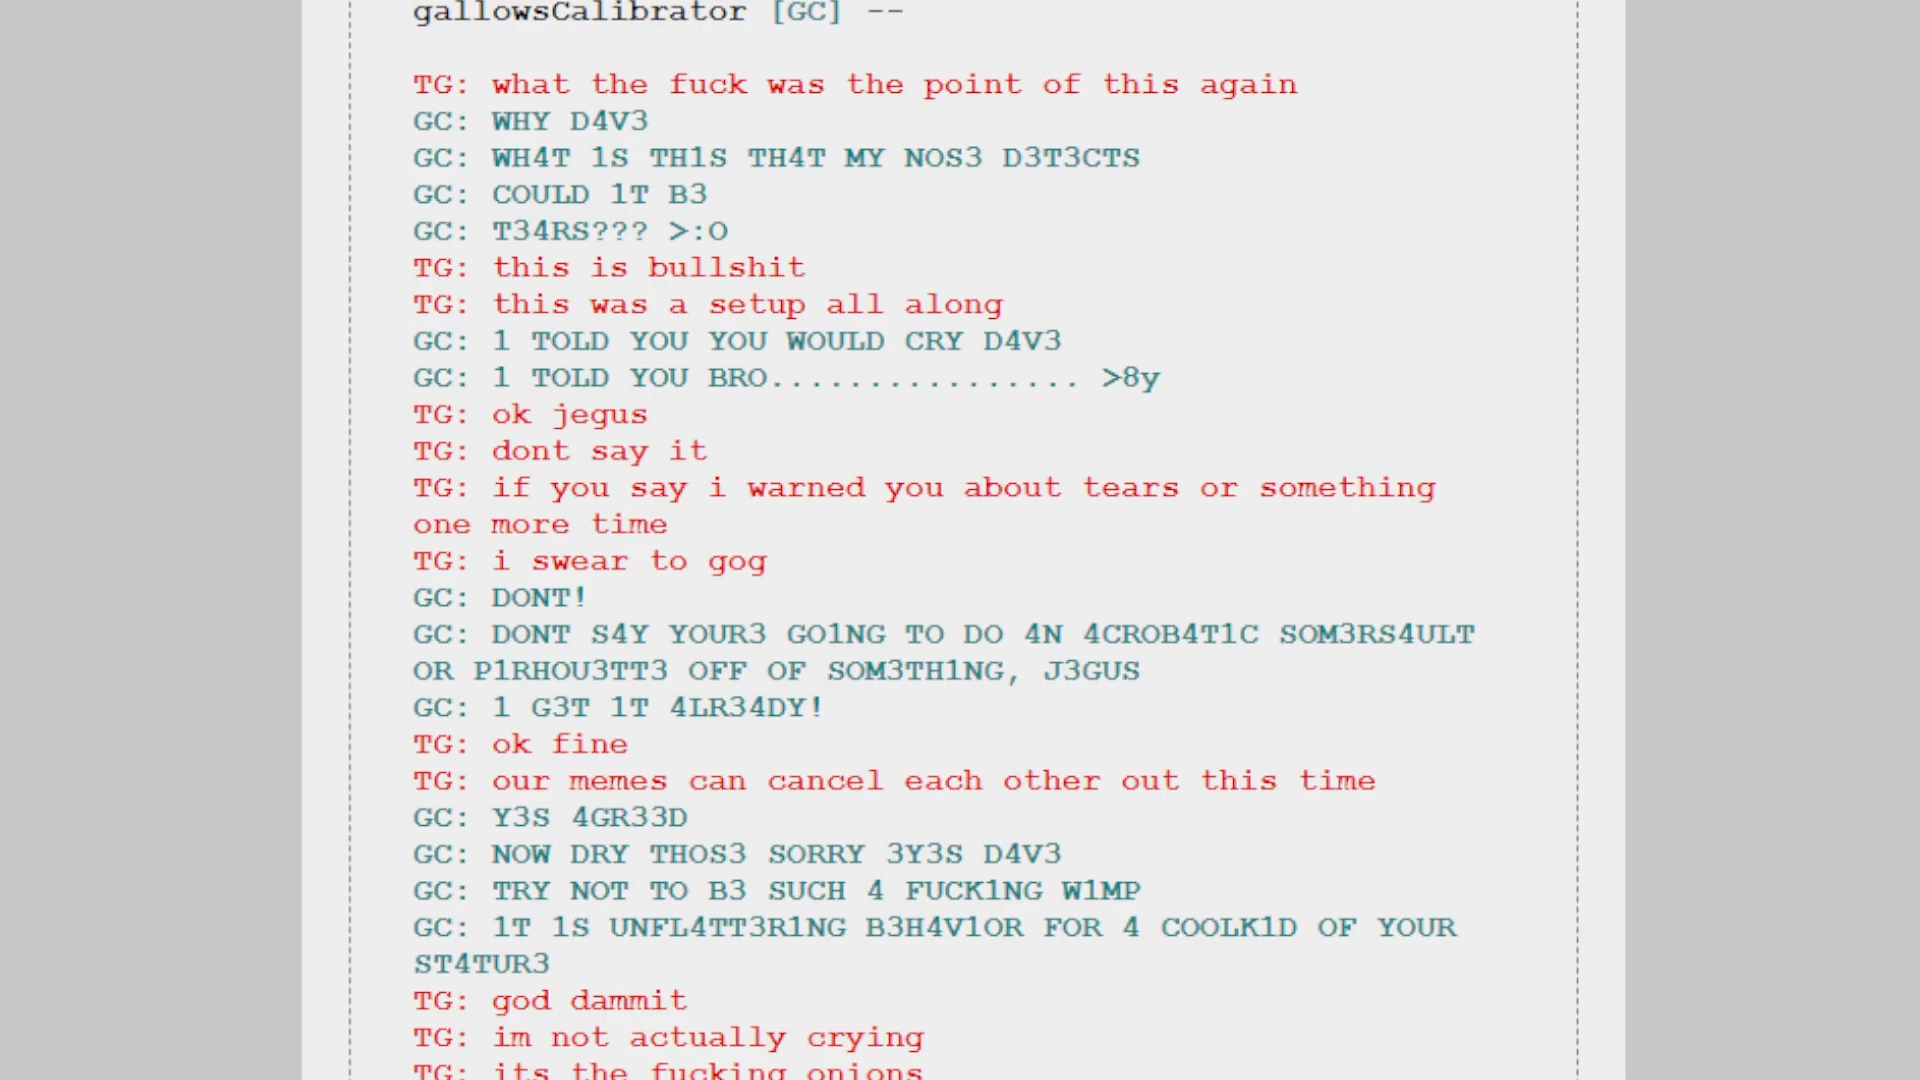 gallowsCalibrator [GC] --
TG: what the fuck was the point of this again
GC: WHY D4V3
GC: WH4T 1S TH1S TH4T MY NOS3 D3T3CTS
GC: COULD 1T B3
GC: T34RS??? >:O
TG: this is bullshit
TG: this was a setup all along
GC: 1 TOLD YOU YOU WOULD CRY D4V3
GC: 1 TOLD YOU BRO................ >8y
TG: ok jegus
TG: dont say it
TG: if you say i warned you about tears or something
one more time
TG: i swear to gog
GC: DONT!
GC: DONT S4Y YOUR3 GO1NG TO DO 4N 4CROB4T1C SOM3RS4ULT
OR P1RHOU3TT3 OFF OF SOM3TH1NG, J3GUS
GC: 1 G3T 1T 4LR34DY!
TG: ok fine
TG: our memes can cancel each other out this time
GC: Y3S 4GR33D
GC: NOW DRY THOS3 SORRY 3Y3S D4V3
GC: TRY NOT TO B3 SUCH 4 FUCK1NG W1MP
GC: 1T 1S UNFL4TT3R1NG B3H4V1OR FOR 4 COOLK1D OF YOUR
ST4TUR3
TG: god dammit
TG: im not actually crying
TG: its the fucking onions